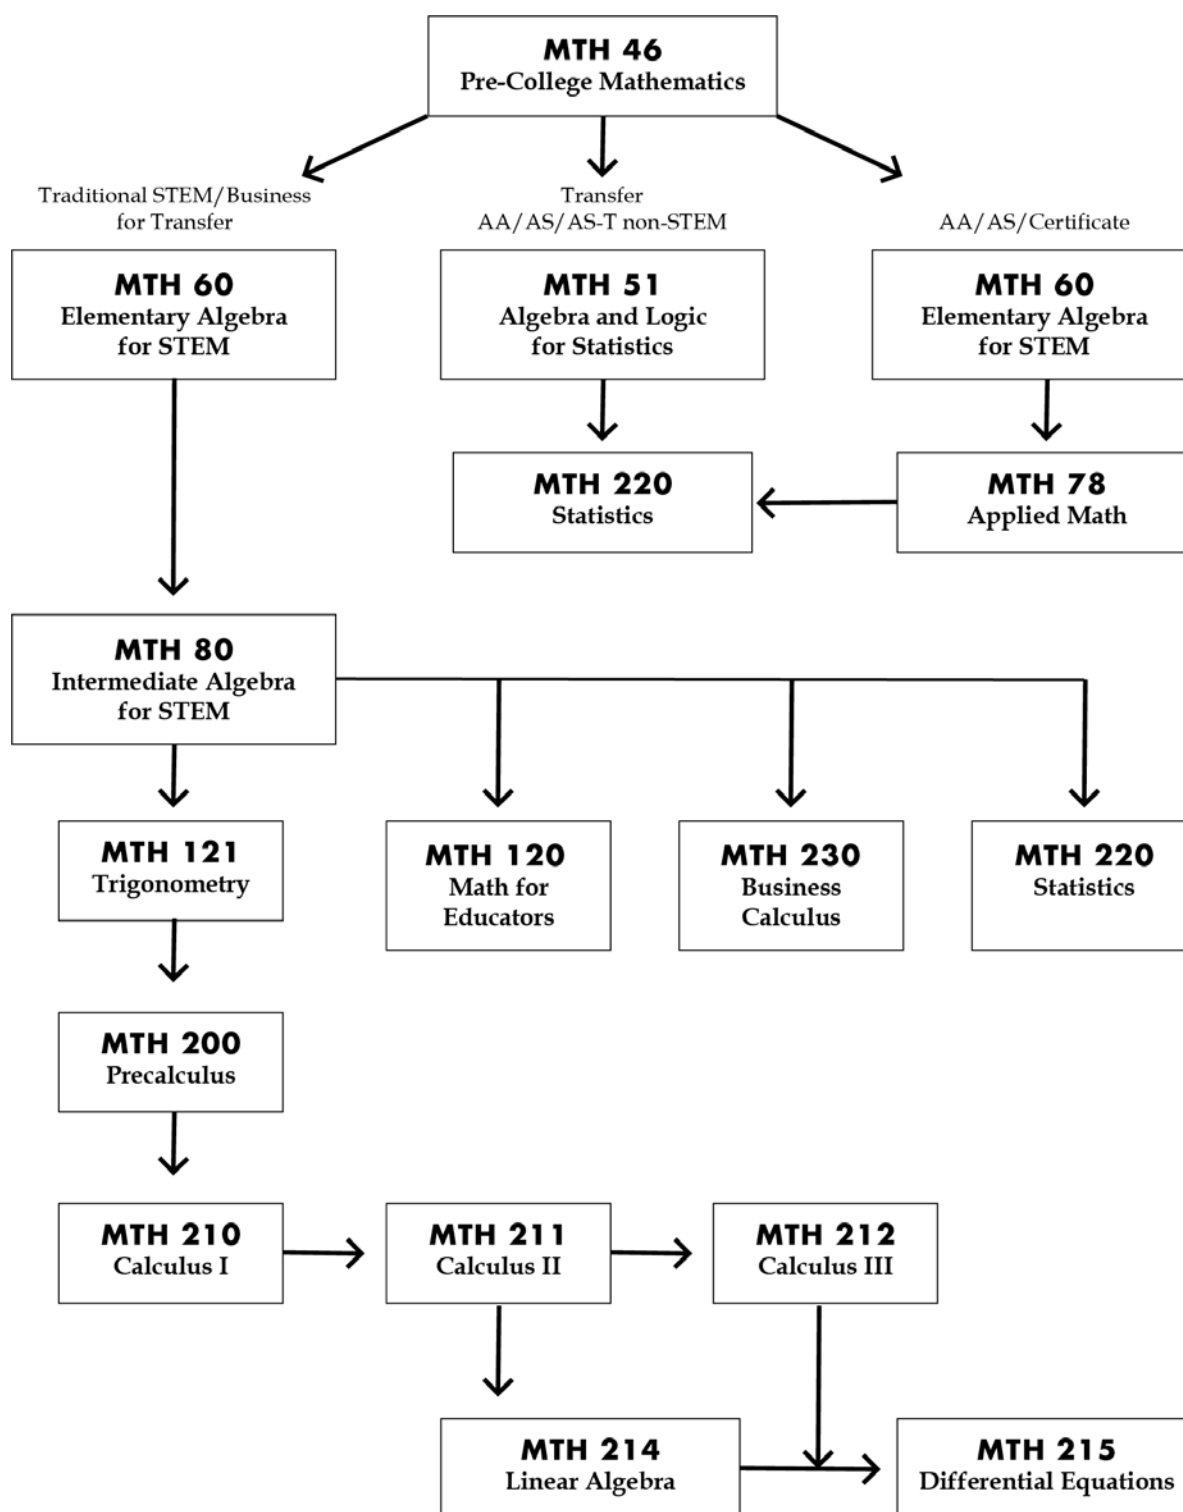 MTH 46
Pre-College Mathematics
Traditional STEM/Business
for Transfer
Transfer
AA/AS/AS-T non-STEM
AA/AS/Certificate
MTH 60
Elementary Algebra
for STEM
MTH 51
Algebra and Logic
for Statistics
MTH 60
Elementary Algebra
for STEM
MTH 220
Statistics
MTH 78
Applied Math
MTH 80
Intermediate Algebra
for STEM
MTH 121
Trigonometry
MTH 120
Math for
Educators
MTH 230
Business
Calculus
MTH 220
Statistics
MTH 200
Precalculus
MTH 210
Calculus I
MTH 211
Calculus II
MTH 212
Calculus III
MTH 214
Linear Algebra
MTH 215
Differential Equations